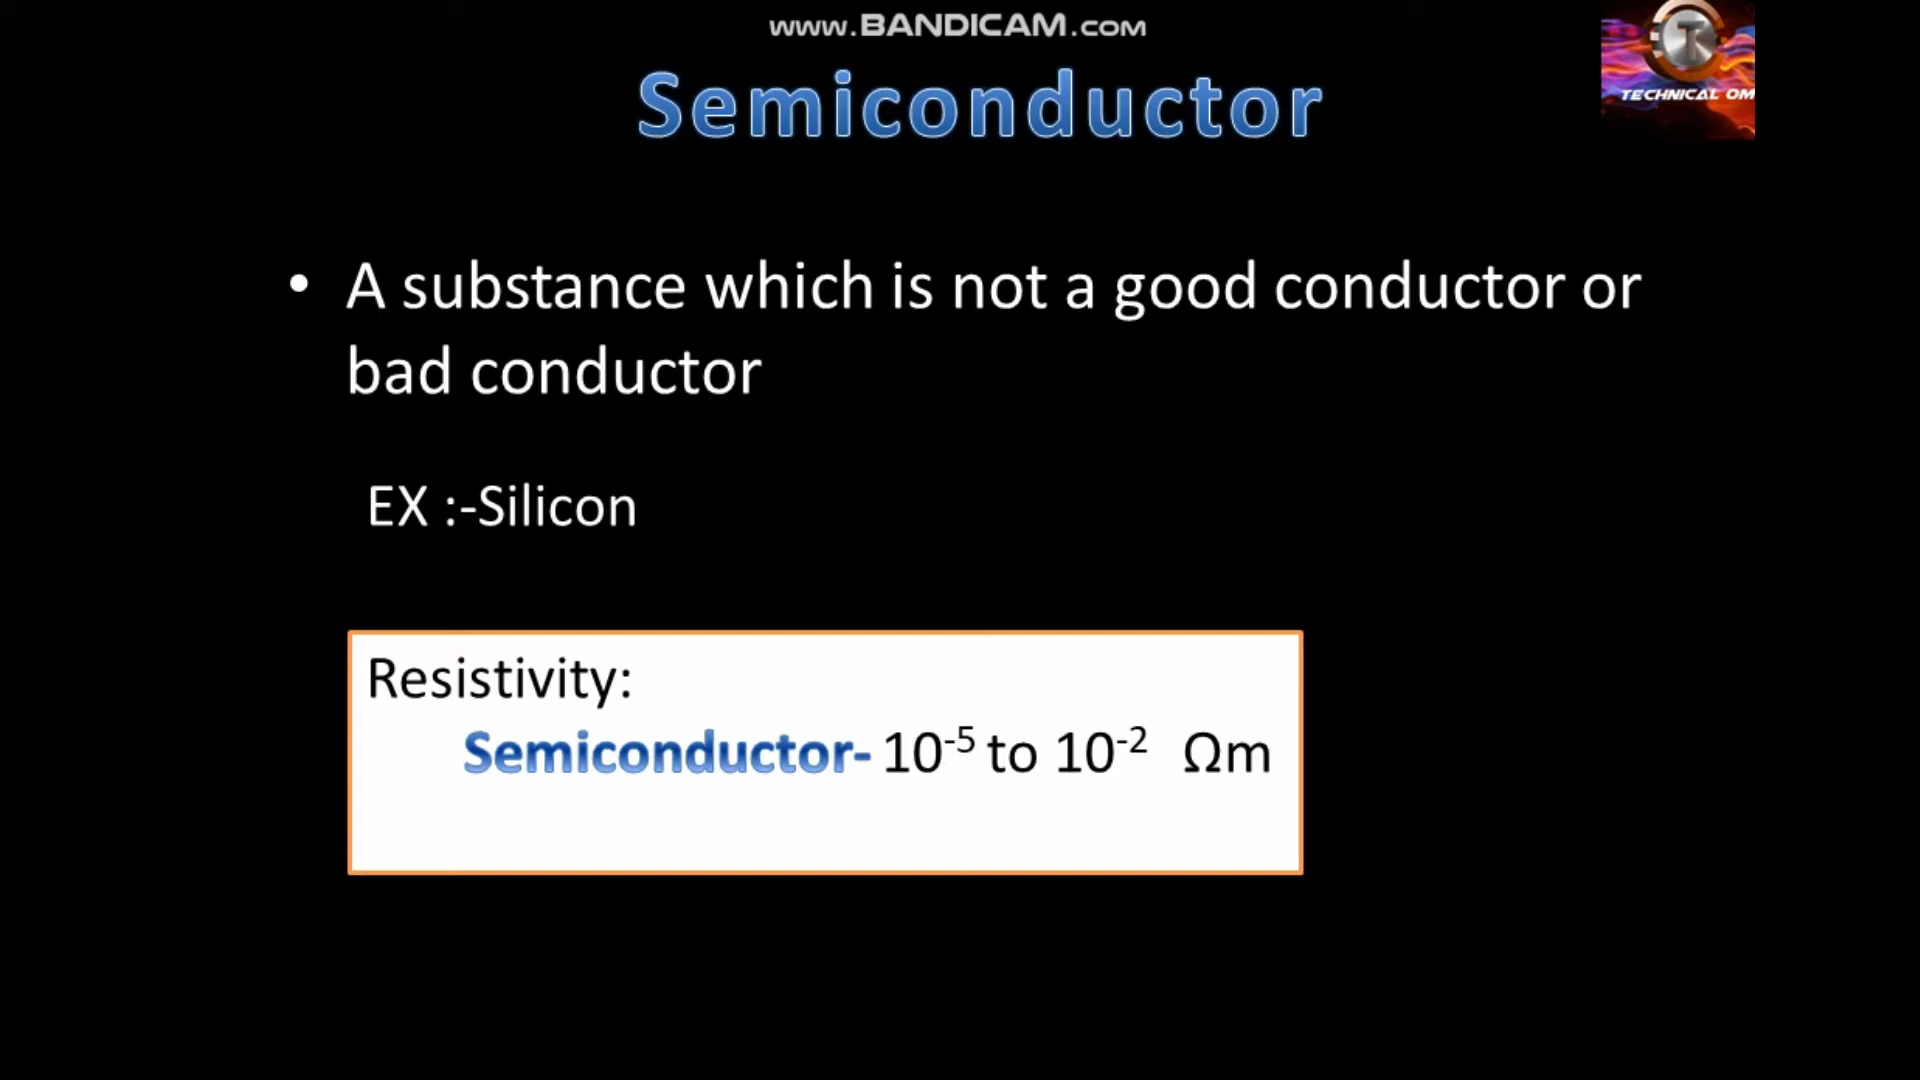 www.BANDICAM.com
Semiconductor
TECHNICAL OM
• A substance which is not a good conductor or
bad conductor
EX :-Silicon
Resistivity:
Semiconductor- 10⁻⁵ to 10⁻² Ωm